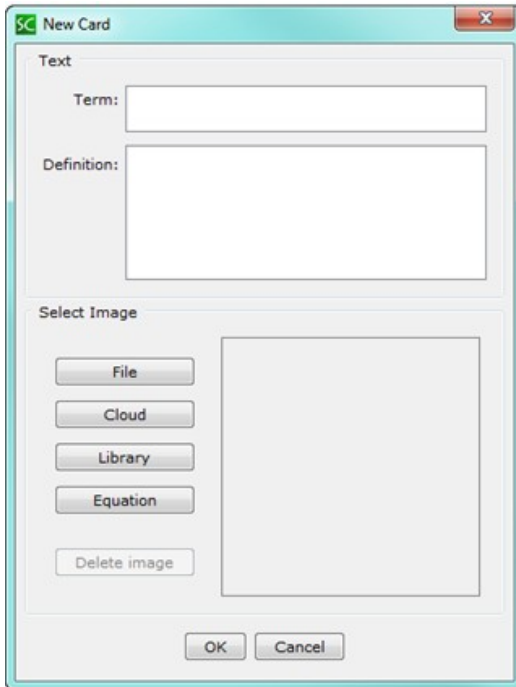 SC New Card
Text
Term:
Definition:
Select Image
File
Cloud
Library
Equation
Delete image
OK Cancel